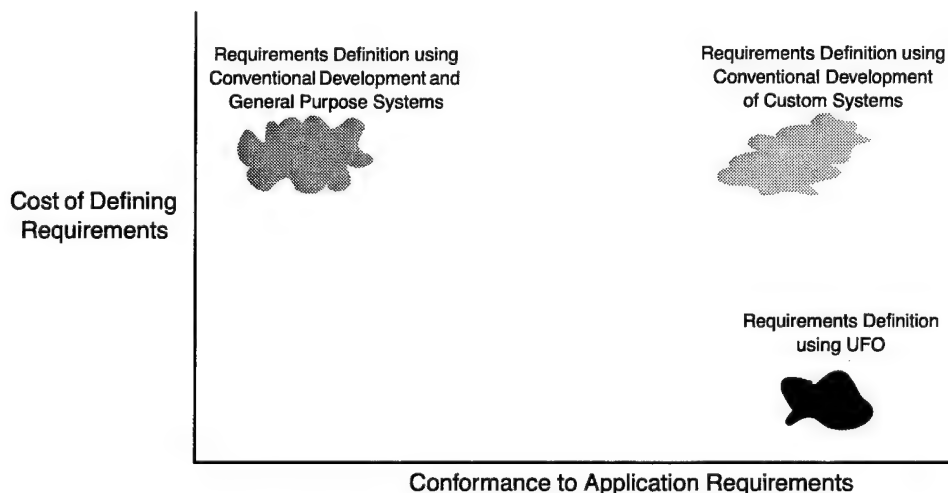 Requirements Definition using
Conventional Development and
General Purpose Systems
Requirements Definition using
Conventional Development
of Custom Systems
Cost of Defining
Requirements
Requirements Definition
using UFO
Conformance to Application Requirements